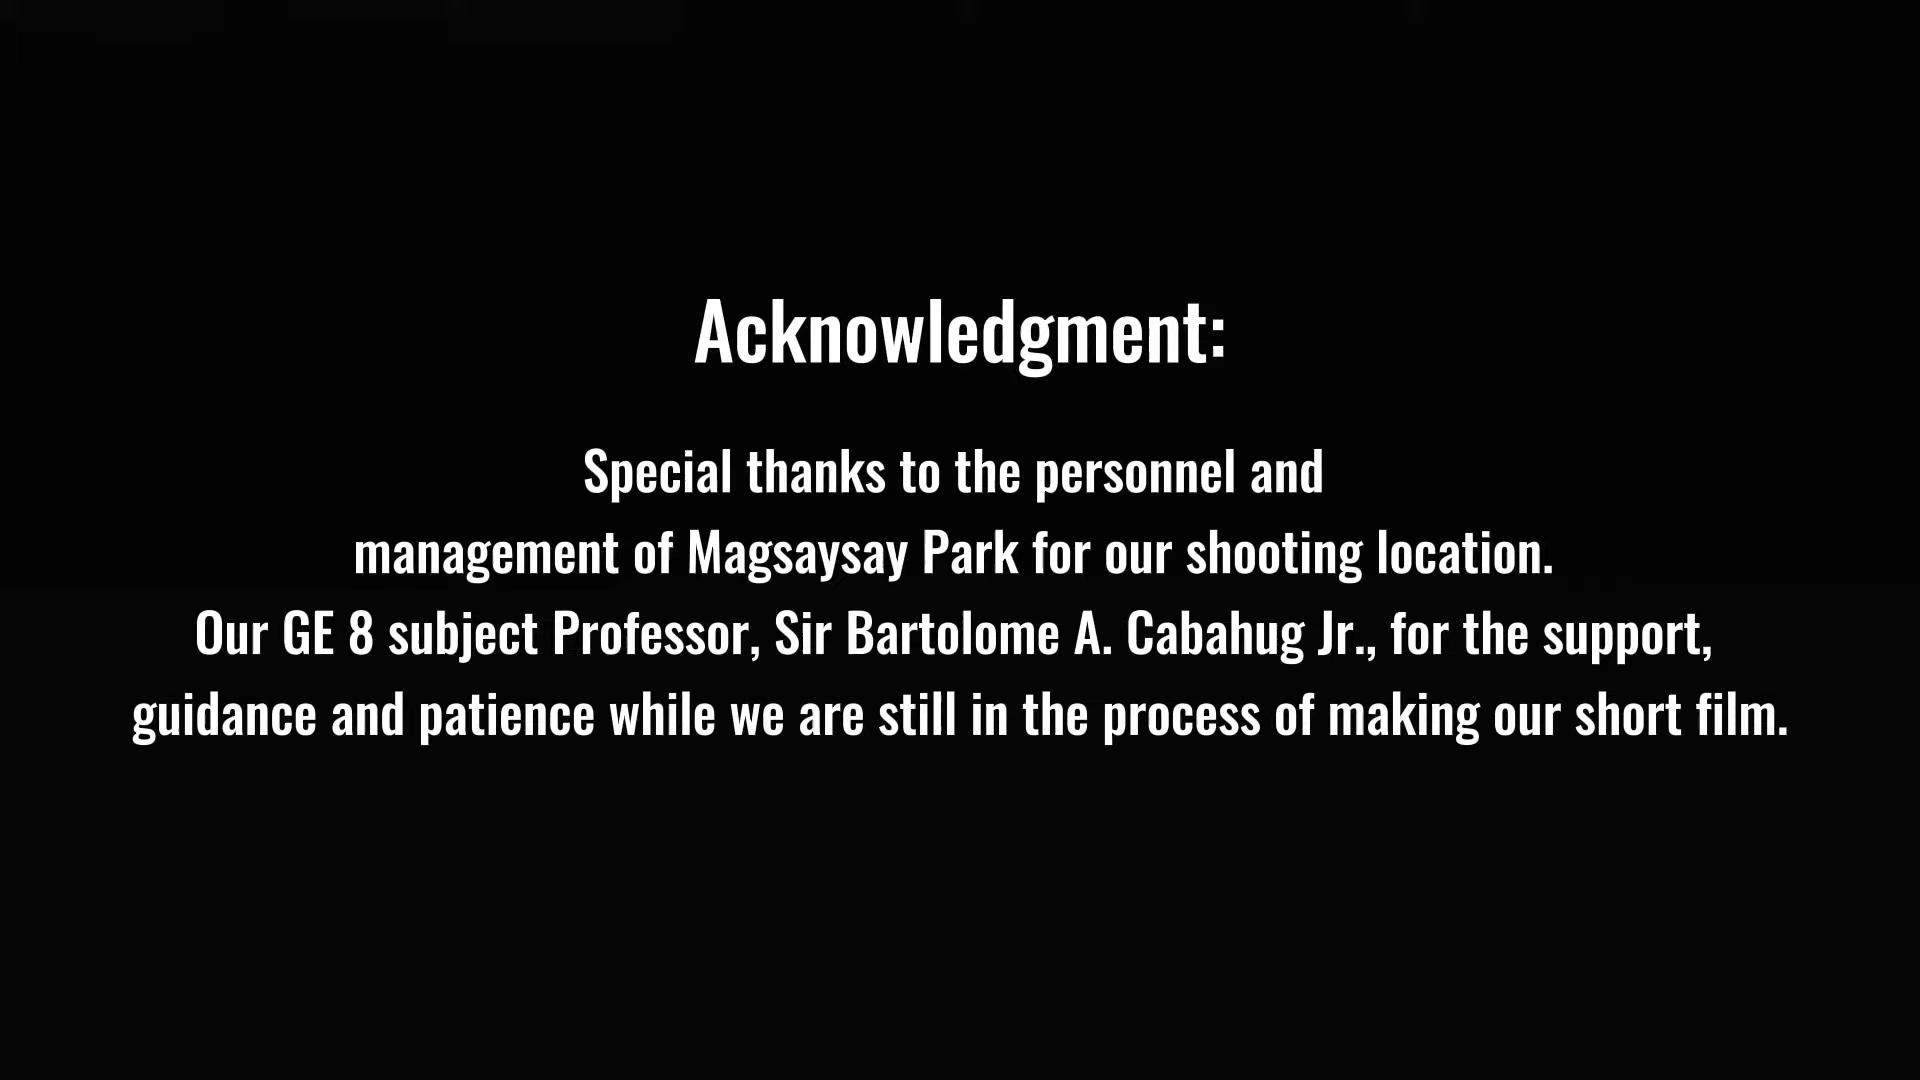 Acknowledgment:
Special thanks to the personnel and
management of Magsaysay Park for our shooting location.
Our GE 8 subject Professor, Sir Bartolome A. Cabahug Jr., for the support,
guidance and patience while we are still in the process of making our short film.